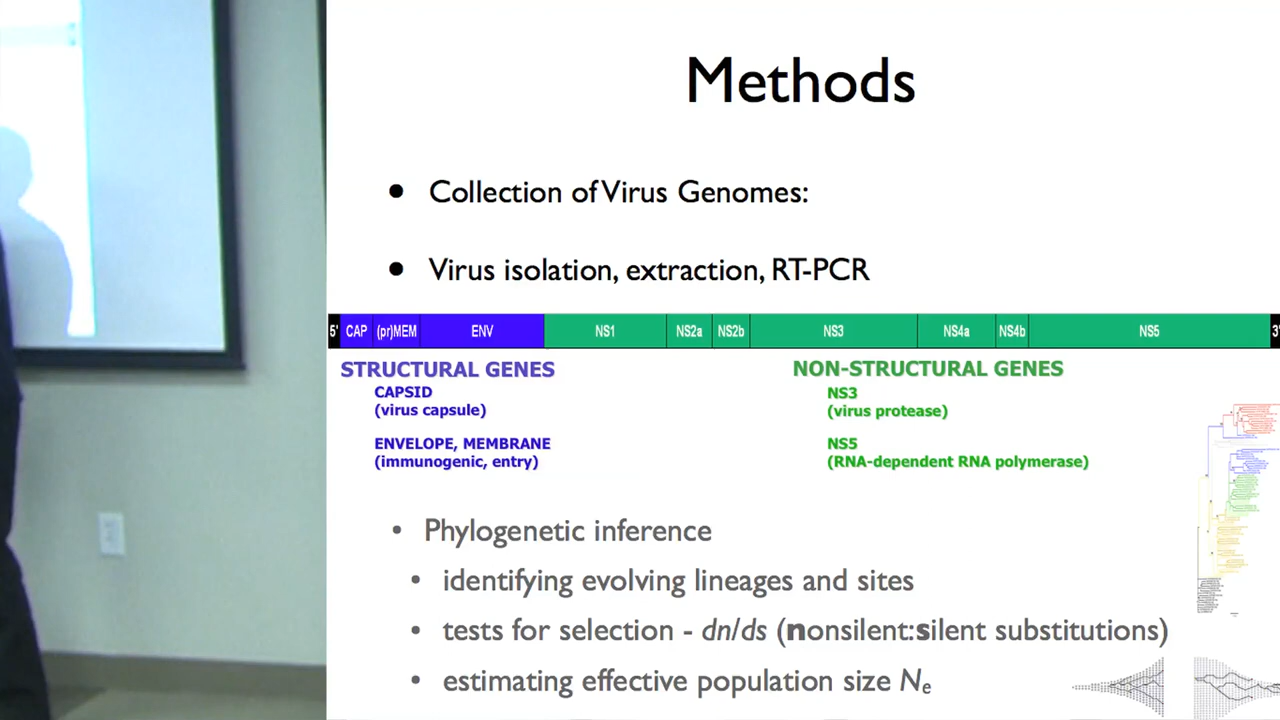 Methods
• Collection of Virus Genomes:
• Virus isolation, extraction, RT-PCR
5' CAP (pr)MEM ENV NS1 NS2a NS2b NS3 NS4a NS4b NS5 3'
STRUCTURAL GENES
CAPSID
(virus capsule)
ENVELOPE, MEMBRANE
(immunogenic, entry)
NON-STRUCTURAL GENES
NS3
(virus protease)
NS5
(RNA-dependent RNA polymerase)
• Phylogenetic inference
• identifying evolving lineages and sites
• tests for selection - dn/ds (nonsilent:silent substitutions)
• estimating effective population size Ne